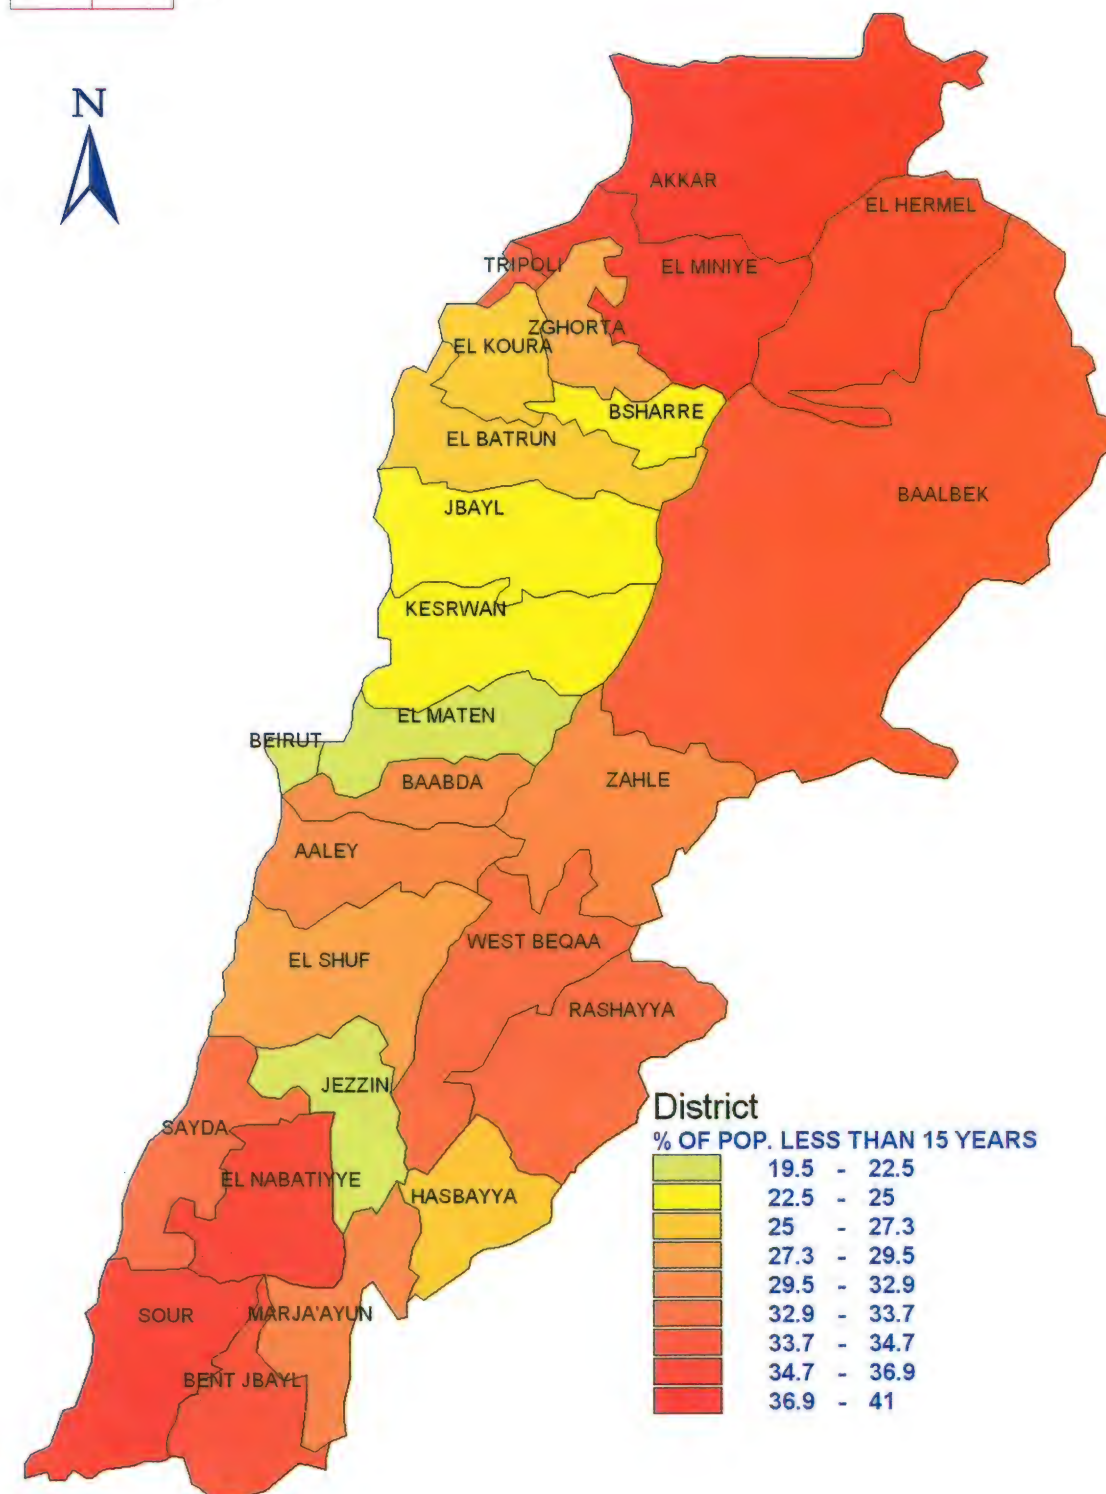 N
AKKAR
EL HERMEL
TRIPOLI
EL MINIYE
ZGHORTA
EL KOURA
BSHARRE
EL BATRUN
BAALBEK
JBAYL
KESRWAN
EL MATEN
BEIRUT
BAABDA
ZAHLE
AALEY
WEST BEQAA
EL SHUF
RASHAYYA
JEZZIN
SAYDA
EL NABATIYYE
HASBAYYA
SOUR
MARJA'AYUN
BENT JBAYL
District
% OF POP. LESS THAN 15 YEARS
19.5 - 22.5
22.5 - 25
25 - 27.3
27.3 - 29.5
29.5 - 32.9
32.9 - 33.7
33.7 - 34.7
34.7 - 36.9
36.9 - 41